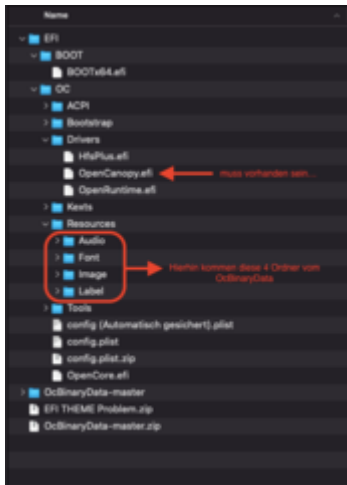 Name
EFI
BOOT
BOOTx64.efi
OC
ACPI
Bootstrap
Drivers
HfsPlus.efi
OpenCanopy.efi
muss vorhanden sein...
OpenRuntime.efi
Kexts
Resources
Audio
Font
Image
Label
Hierhin kommen diese 4 Ordner vom
OcBinaryData
Tools
config (Automatisch gesichert).plist
config.plist
config.plist.zip
OpenCore.efi
OcBinaryData-master
EFI THEME Problem.zip
OcBinaryData-master.zip